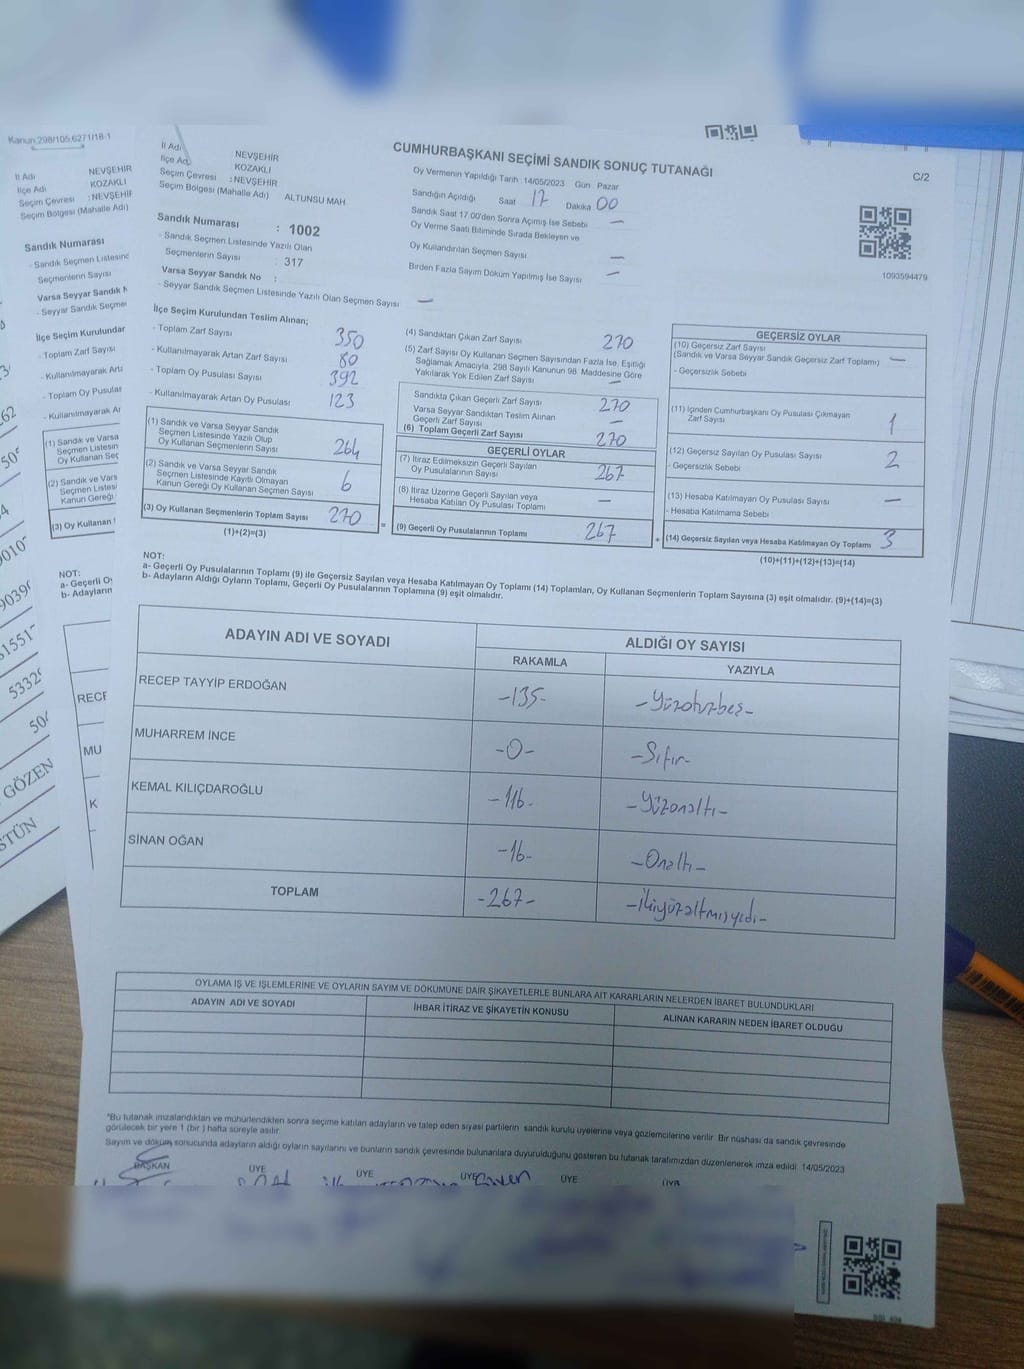 Kanun 298/105,6271/18-1
İl Adı NEVŞEHİR
İlçe Adı KOZAKLI
Seçim Çevresi : NEVŞEHİR
Seçim Bölgesi (Mahalle Adı)
Sandık Numarası
- Sandık Seçmen
Seçmenlerin Sayısı
Varsa Seyyar Sandık
- Seyyar Sandık
İlçe Seçim Kurulundan
- Toplam Zarf Sayısı
- Kullanılmayarak
- Toplam Oy
- Kullanılmayarak
(1) Sandık ve Varsa
Oy Kullanan
(2) Sandık ve
Kanun Gereği
(3) Oy Kullanan
NOT:
a- Geçerli
b- Adayların
GÖZEN
CUMHURBAŞKANI SEÇİMİ SANDIK SONUÇ TUTANAĞI
C/2
İl Adı NEVŞEHİR
İlçe Adı KOZAKLI
Seçim Çevresi : NEVŞEHİR
Seçim Bölgesi (Mahalle Adı) ALTUNSU MAH.
Oy Vermenin Yapıldığı Tarih :14/05/2023 Gün Pazar
Sandığın Açıldığı Saat 17 Dakika 00
Sandık Saat 17.00'den Sonra Açımış İse Sebebi —
Oy Verme Saati Bitiminde Sırada Bekleyen ve
Oy Kullandırılan Seçmen Sayısı —
Birden Fazla Sayım Döküm Yapılmış İse Sayısı —
1093594479
Sandık Numarası : 1002
- Sandık Seçmen Listesinde Yazılı Olan
Seçmenlerin Sayısı : 317
Varsa Seyyar Sandık No :
- Seyyar Sandık Seçmen Listesinde Yazılı Olan Seçmen Sayısı —
İlçe Seçim Kurulundan Teslim Alınan;
- Toplam Zarf Sayısı 350
- Kullanılmayarak Artan Zarf Sayısı 80
- Toplam Oy Pusulası Sayısı 392
- Kullanılmayarak Artan Oy Pusulası 123
(1) Sandık ve Varsa Seyyar Sandık
Seçmen Listesinde Yazılı Olup
Oy Kullanan Seçmenlerin Sayısı 264
(2) Sandık ve Varsa Seyyar Sandık
Seçmen Listesinde Kayıtlı Olmayan
Kanun Gereği Oy Kullanan Seçmen Sayısı 6
(3) Oy Kullanan Seçmenlerin Toplam Sayısı 270
(1)+(2)=(3)
(4) Sandıktan Çıkan Zarf Sayısı 270
(5) Zarf Sayısı Oy Kullanan Seçmen Sayısından Fazla İse, Eşitliği
Sağlamak Amacıyla, 298 Sayılı Kanunun 98. Maddesine Göre
Yakılarak Yok Edilen Zarf Sayısı —
Sandıkta Çıkan Geçerli Zarf Sayısı 270
Varsa Seyyar Sandıktan Teslim Alınan
Geçerli Zarf Sayısı
(6) Toplam Geçerli Zarf Sayısı 270
GEÇERLİ OYLAR
(7) İtiraz Edilmeksizin Geçerli Sayılan
Oy Pusulalarının Sayısı 267
(8) İtiraz Üzerine Geçerli Sayılan veya
Hesaba Katılan Oy Pusulası Toplamı —
= (9) Geçerli Oy Pusulalarının Toplamı 267
GEÇERSİZ OYLAR
(10) Geçersiz Zarf Sayısı
(Sandık ve Varsa Seyyar Sandık Geçersiz Zarf Toplamı) —
- Geçersizlik Sebebi
(11) İçinden Cumhurbaşkanı Oy Pusulası Çıkmayan
Zarf Sayısı 1
(12) Geçersiz Sayılan Oy Pusulası Sayısı 2
- Geçersizlik Sebebi
(13) Hesaba Katılmayan Oy Pusulası Sayısı —
- Hesaba Katılmama Sebebi
+ (14) Geçersiz Sayılan veya Hesaba Katılmayan Oy Toplamı 3
(10)+(11)+(12)+(13)=(14)
NOT:
a- Geçerli Oy Pusulalarının Toplamı (9) ile Geçersiz Sayılan veya Hesaba Katılmayan Oy Toplamı (14) Toplamları, Oy Kullanan Seçmenlerin Toplam Sayısına (3) eşit olmalıdır. (9)+(14)=(3)
b- Adayların Aldığı Oyların Toplamı, Geçerli Oy Pusulalarının Toplamına (9) eşit olmalıdır.
ADAYIN ADI VE SOYADI
ALDIĞI OY SAYISI
RAKAMLA YAZIYLA
RECEP TAYYİP ERDOĞAN -135- -Yüzotuzbeş-
MUHARREM İNCE -0- -Sıfır-
KEMAL KILIÇDAROĞLU -116- -Yüzonaltı-
SİNAN OĞAN -16- -Onaltı-
TOPLAM -267- -İkiyüzaltmışyedi-
OYLAMA İŞ VE İŞLEMLERİNE VE OYLARIN SAYIM VE DÖKÜMÜNE DAİR ŞİKAYETLERLE BUNLARA AİT KARARLARIN NELERDEN İBARET BULUNDUKLARI
ADAYIN ADI VE SOYADI İHBAR İTİRAZ VE ŞİKAYETİN KONUSU ALINAN KARARIN NEDEN İBARET OLDUĞU
*Bu tutanak imzalandıktan ve mühürlendikten sonra seçime katılan adayların ve talep eden siyasi partilerin sandık kurulu üyelerine veya gözlemcilerine verilir. Bir nüshası da sandık çevresinde
görülecek bir yere 1 (bir) hafta süreyle asılır.
Sayım ve döküm sonucunda adayların aldığı oyların sayılarını ve bunların sandık çevresinde bulunanlara duyurulduğunu gösteren bu tutanak tarafımızdan düzenlenerek imza edildi. 14/05/2023
BAŞKAN ÜYE ÜYE ÜYE ÜYE ÜYE